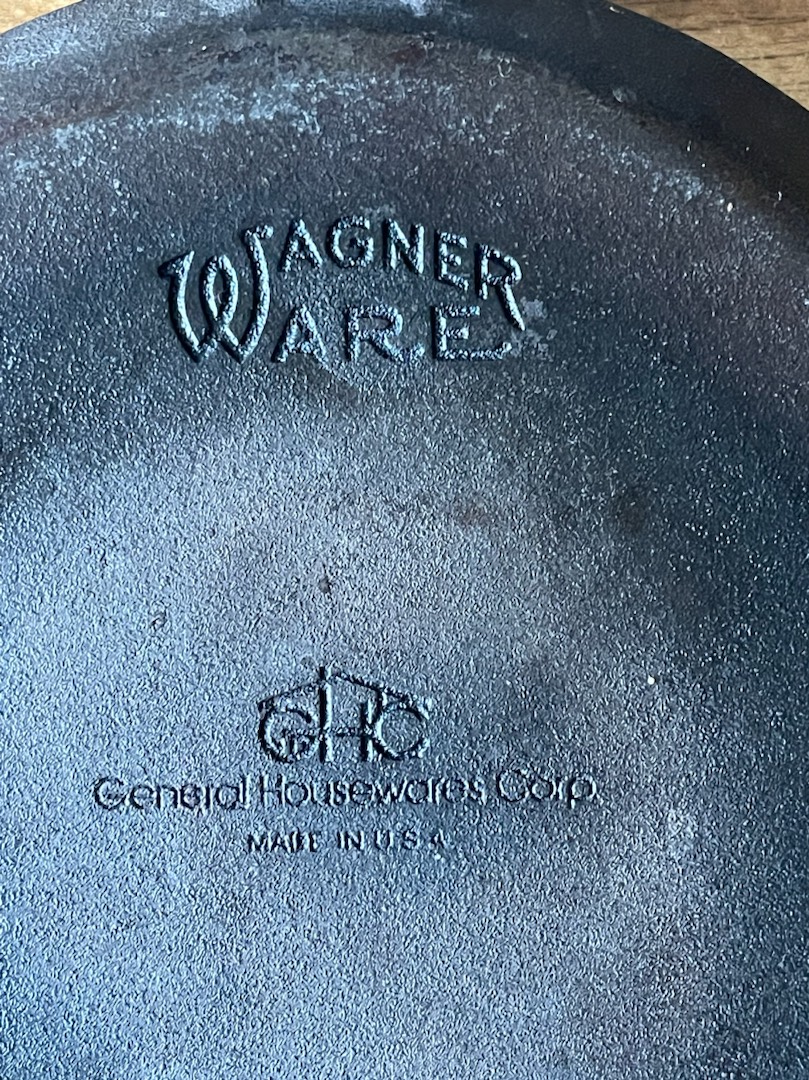 WAGNER
WARE
GHC
General Housewares Corp.
MADE IN U.S.A.